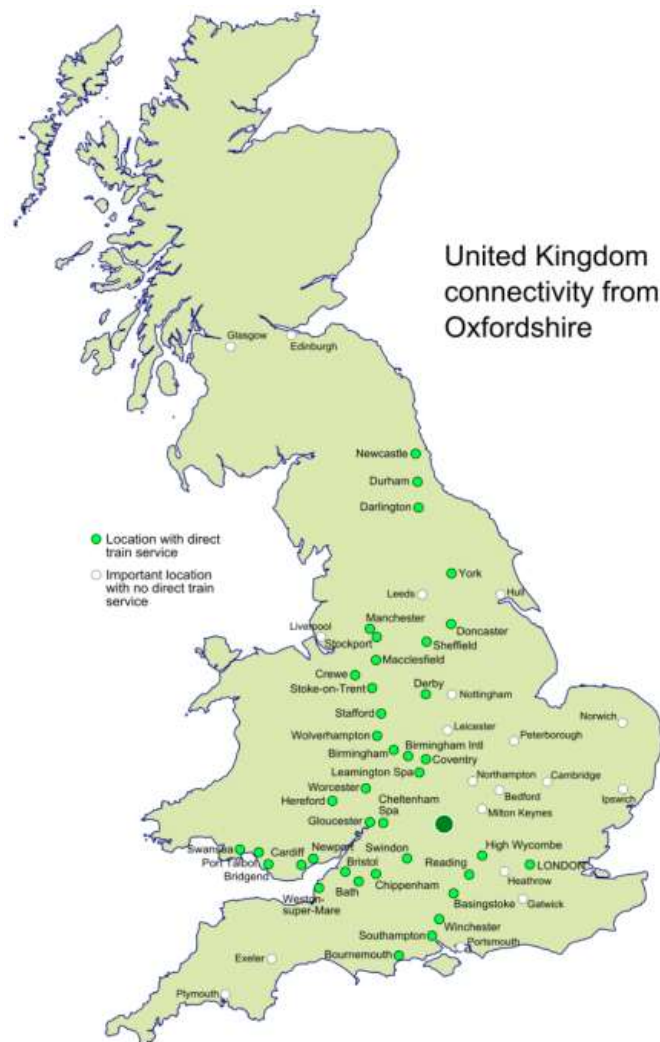 United Kingdom
connectivity from
Oxfordshire
Glasgow
Edinburgh
Newcastle
Durham
Darlington
Location with direct
train service
Important location
with no direct train
service
York
Leeds
Hull
Manchester
Liverpool
Stockport
Doncaster
Sheffield
Macclesfield
Crewe
Derby
Stoke-on-Trent
Nottingham
Stafford
Norwich
Leicester
Wolverhampton
Peterborough
Birmingham Intl
Birmingham
Coventry
Leamington Spa
Northampton
Cambridge
Worcester
Bedford
Ipswich
Hereford
Cheltenham
Spa
Milton Keynes
Gloucester
Swansea
Cardiff
Newport
Swindon
High Wycombe
Port Talbot
Bristol
Reading
LONDON
Bridgend
Heathrow
Chippenham
Bath
Weston-
super-Mare
Basingstoke
Gatwick
Winchester
Southampton
Portsmouth
Bournemouth
Exeter
Plymouth